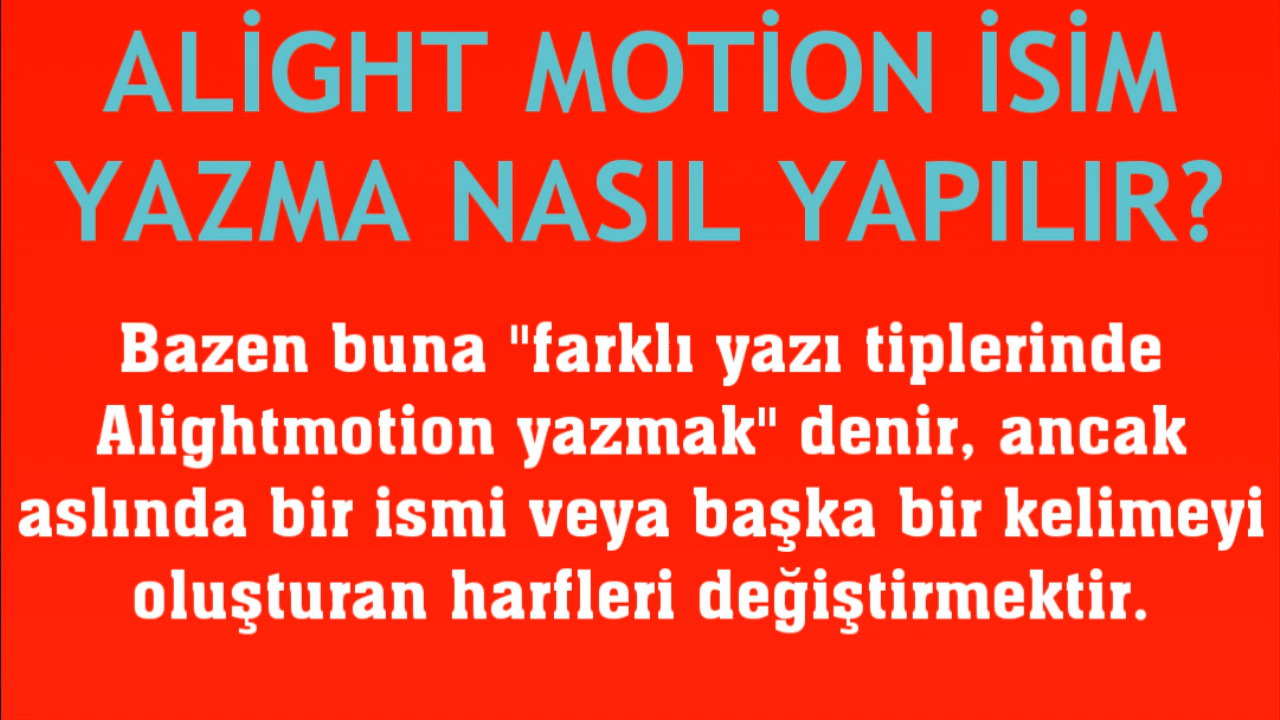 ALİGHT MOTİON İSİM
YAZMA NASIL YAPILIR?
Bazen buna "farklı yazı tiplerinde
Alightmotion yazmak" denir, ancak
aslında bir ismi veya başka bir kelimeyi
oluşturan harfleri değiştirmektir.